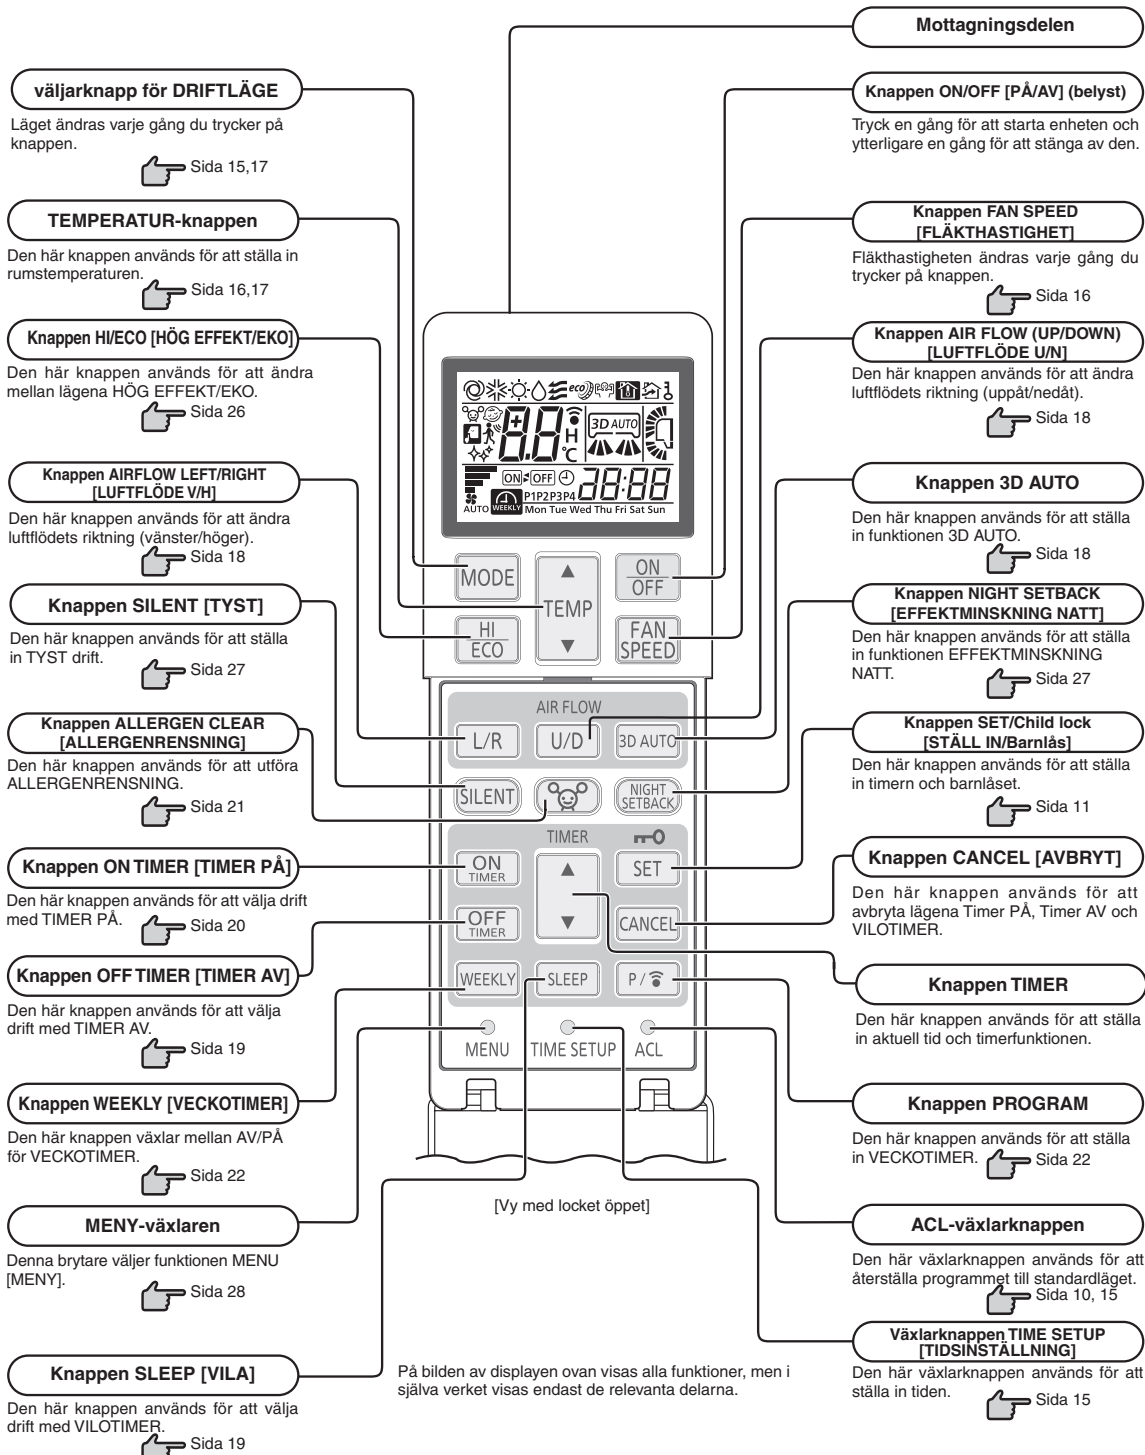 Mottagningsdelen
väljarknapp för DRIFTLÄGE
Läget ändras varje gång du trycker på
knappen.
Sida 15,17
TEMPERATUR-knappen
Den här knappen används för att ställa in
rumstemperaturen.
Sida 16,17
Knappen HI/ECO [HÖG EFFEKT/EKO]
Den här knappen används för att ändra
mellan lägena HÖG EFFEKT/EKO.
Sida 26
Knappen AIRFLOW LEFT/RIGHT
[LUFTFLÖDE V/H]
Den här knappen används för att ändra
luftflödets riktning (vänster/höger).
Sida 18
Knappen SILENT [TYST]
Den här knappen används för att ställa
in TYST drift.
Sida 27
Knappen ALLERGEN CLEAR
[ALLERGENRENSNING]
Den här knappen används för att utföra
ALLERGENRENSNING.
Sida 21
Knappen ON TIMER [TIMER PÅ]
Den här knappen används för att välja drift
med TIMER PÅ.
Sida 20
Knappen OFF TIMER [TIMER AV]
Den här knappen används för att välja
drift med TIMER AV.
Sida 19
Knappen WEEKLY [VECKOTIMER]
Den här knappen växlar mellan AV/PÅ
för VECKOTIMER.
Sida 22
MENY-växlaren
Denna brytare väljer funktionen MENU
[MENY].
Sida 28
Knappen SLEEP [VILA]
Den här knappen används för att välja
drift med VILOTIMER.
Sida 19
eco
8.8
H
°C
3D AUTO
ON OFF
P1P2P3P4 28:88
AUTO WEEKLY Mon Tue Wed Thu Fri Sat Sun
MODE
TEMP
ON
OFF
HI
ECO
FAN
SPEED
AIR FLOW
L/R
U/D
3D AUTO
SILENT
NIGHT
SETBACK
TIMER
ON
TIMER
SET
OFF
TIMER
CANCEL
WEEKLY
SLEEP
P/
MENU
TIME SETUP
ACL
[Vy med locket öppet]
På bilden av displayen ovan visas alla funktioner, men i
själva verket visas endast de relevanta delarna.
Knappen ON/OFF [PÅ/AV] (belyst)
Tryck en gång för att starta enheten och
ytterligare en gång för att stänga av den.
Knappen FAN SPEED
[FLÄKTHASTIGHET]
Fläkthastigheten ändras varje gång du
trycker på knappen.
Sida 16
Knappen AIR FLOW (UP/DOWN)
[LUFTFLÖDE U/N]
Den här knappen används för att ändra
luftflödets riktning (uppåt/nedåt).
Sida 18
Knappen 3D AUTO
Den här knappen används för att ställa
in funktionen 3D AUTO.
Sida 18
Knappen NIGHT SETBACK
[EFFEKTMINSKNING NATT]
Den här knappen används för att ställa
in funktionen EFFEKTMINSKNING
NATT.
Sida 27
Knappen SET/Child lock
[STÄLL IN/Barnlås]
Den här knappen används för att ställa
in timern och barnlåset.
Sida 11
Knappen CANCEL [AVBRYT]
Den här knappen används för att
avbryta lägena Timer PÅ, Timer AV och
VILOTIMER.
Knappen TIMER
Den här knappen används för att ställa
in aktuell tid och timerfunktionen.
Knappen PROGRAM
Den här knappen används för att ställa
in VECKOTIMER.
Sida 22
ACL-växlarknappen
Den här växlarknappen används för att
återställa programmet till standardläget.
Sida 10, 15
Växlarknappen TIME SETUP
[TIDSINSTÄLLNING]
Den här växlarknappen används för att
ställa in tiden.
Sida 15